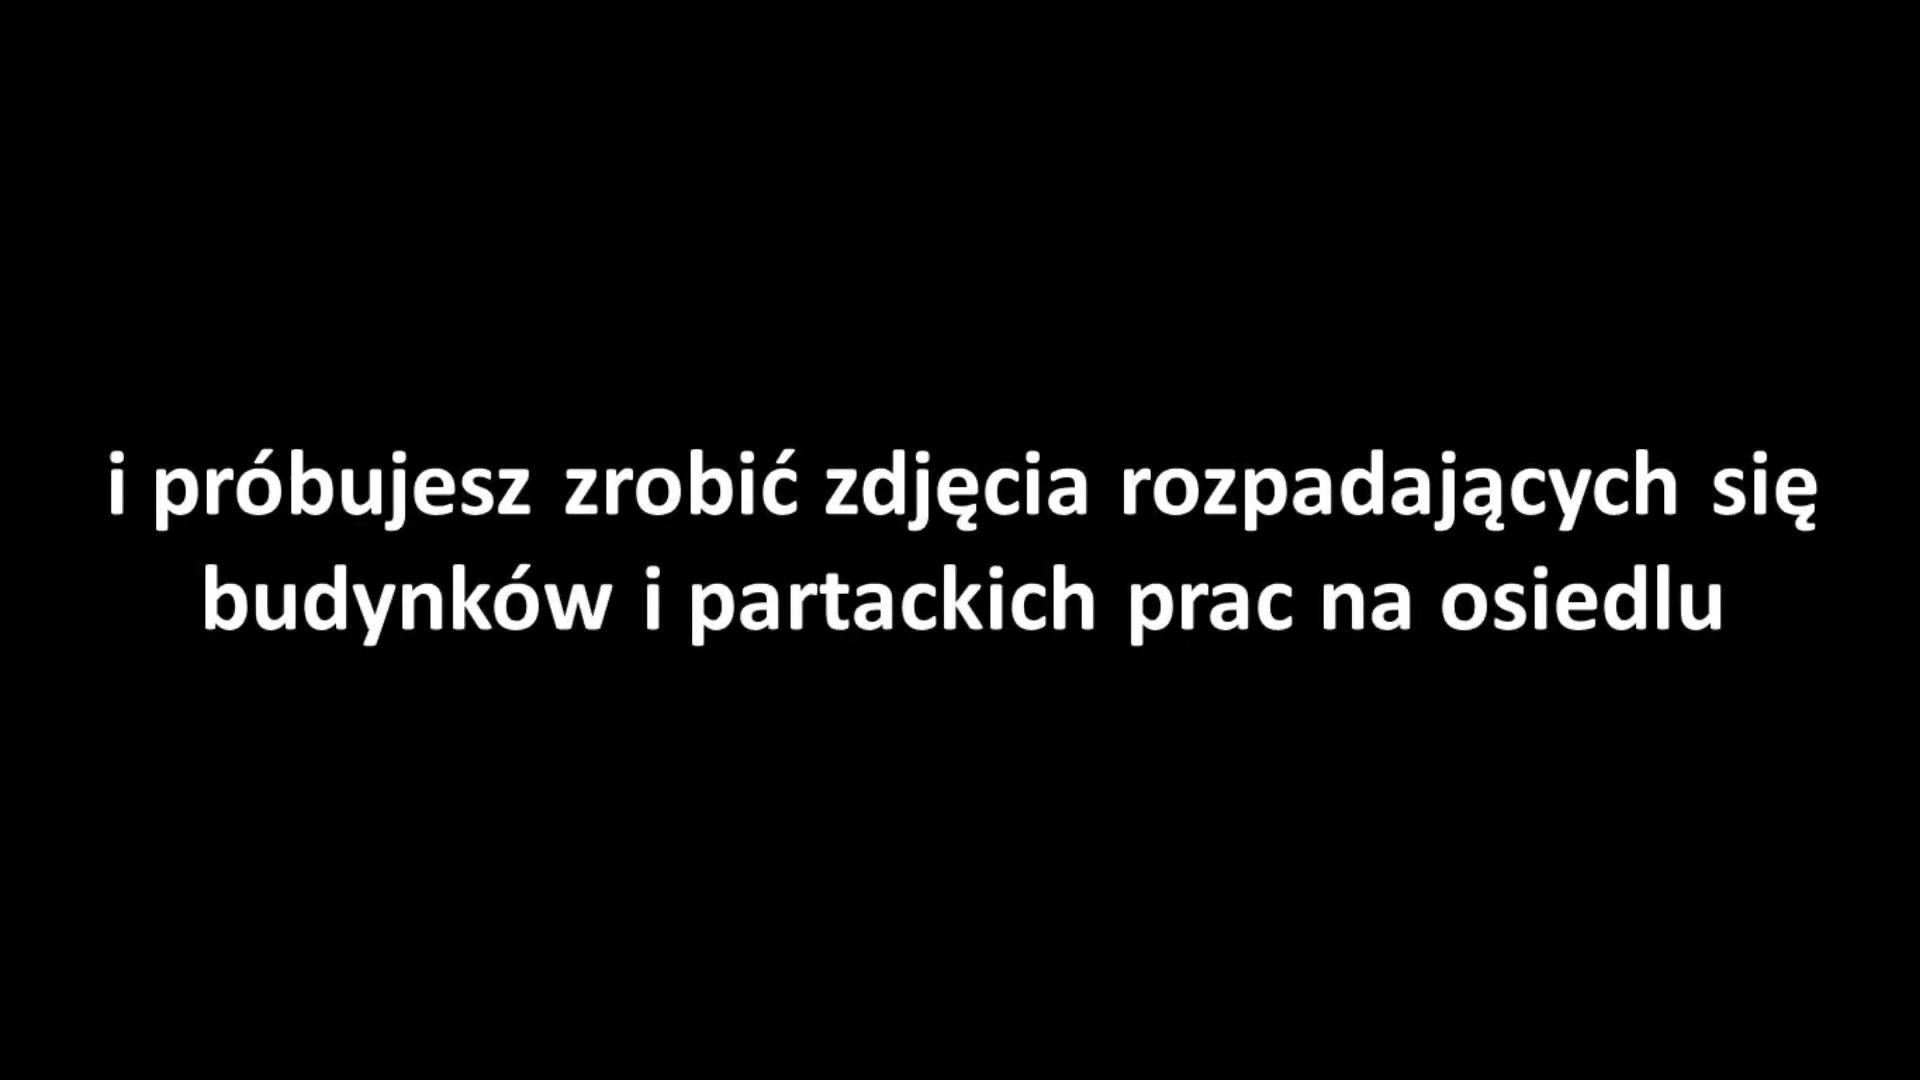 i próbujesz zrobić zdjęcia rozpadających się
budynków i partackich prac na osiedlu